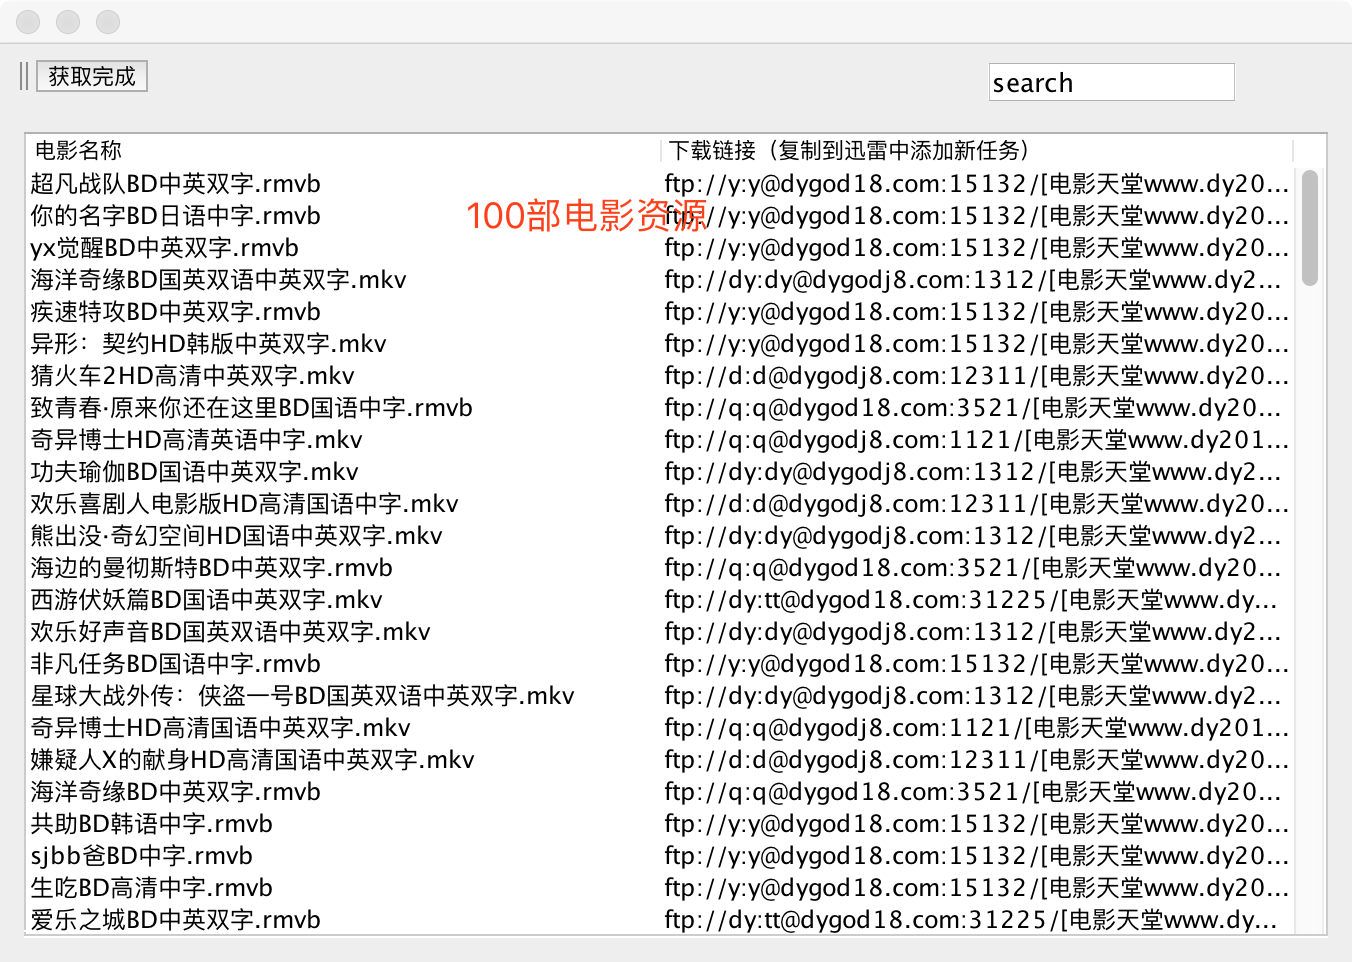 获取完成
search
电影名称 下载链接（复制到迅雷中添加新任务）
超凡战队BD中英双字.rmvb ftp://y:y@dygod18.com:15132/[电影天堂www.dy20...
100部电影资源
你的名字BD日语中字.rmvb ftp://y:y@dygod18.com:15132/[电影天堂www.dy20...
yx觉醒BD中英双字.rmvb ftp://y:y@dygod18.com:15132/[电影天堂www.dy20...
海洋奇缘BD国英双语中英双字.mkv ftp://dy:dy@dygodj8.com:1312/[电影天堂www.dy2...
疾速特攻BD中英双字.rmvb ftp://y:y@dygod18.com:15132/[电影天堂www.dy20...
异形：契约HD韩版中英双字.mkv ftp://y:y@dygod18.com:15132/[电影天堂www.dy20...
猜火车2HD高清中英双字.mkv ftp://d:d@dygodj8.com:12311/[电影天堂www.dy20...
致青春·原来你还在这里BD国语中字.rmvb ftp://q:q@dygod18.com:3521/[电影天堂www.dy20...
奇异博士HD高清英语中字.mkv ftp://q:q@dygodj8.com:1121/[电影天堂www.dy201...
功夫瑜伽BD国语中英双字.mkv ftp://dy:dy@dygodj8.com:1312/[电影天堂www.dy2...
欢乐喜剧人电影版HD高清国语中字.mkv ftp://d:d@dygodj8.com:12311/[电影天堂www.dy20...
熊出没·奇幻空间HD国语中英双字.mkv ftp://dy:dy@dygodj8.com:1312/[电影天堂www.dy2...
海边的曼彻斯特BD中英双字.rmvb ftp://q:q@dygod18.com:3521/[电影天堂www.dy20...
西游伏妖篇BD国语中英双字.mkv ftp://dy:tt@dygod18.com:31225/[电影天堂www.dy...
欢乐好声音BD国英双语中英双字.mkv ftp://dy:dy@dygodj8.com:1312/[电影天堂www.dy2...
非凡任务BD国语中字.rmvb ftp://y:y@dygod18.com:15132/[电影天堂www.dy20...
星球大战外传：侠盗一号BD国英双语中英双字.mkv ftp://dy:dy@dygodj8.com:1312/[电影天堂www.dy2...
奇异博士HD高清国语中英双字.mkv ftp://q:q@dygodj8.com:1121/[电影天堂www.dy201...
嫌疑人X的献身HD高清国语中英双字.mkv ftp://d:d@dygodj8.com:12311/[电影天堂www.dy20...
海洋奇缘BD中英双字.rmvb ftp://q:q@dygod18.com:3521/[电影天堂www.dy20...
共助BD韩语中字.rmvb ftp://y:y@dygod18.com:15132/[电影天堂www.dy20...
sjbb爸BD中字.rmvb ftp://y:y@dygod18.com:15132/[电影天堂www.dy20...
生吃BD高清中字.rmvb ftp://y:y@dygod18.com:15132/[电影天堂www.dy20...
爱乐之城BD中英双字.rmvb ftp://dy:tt@dygod18.com:31225/[电影天堂www.dy...